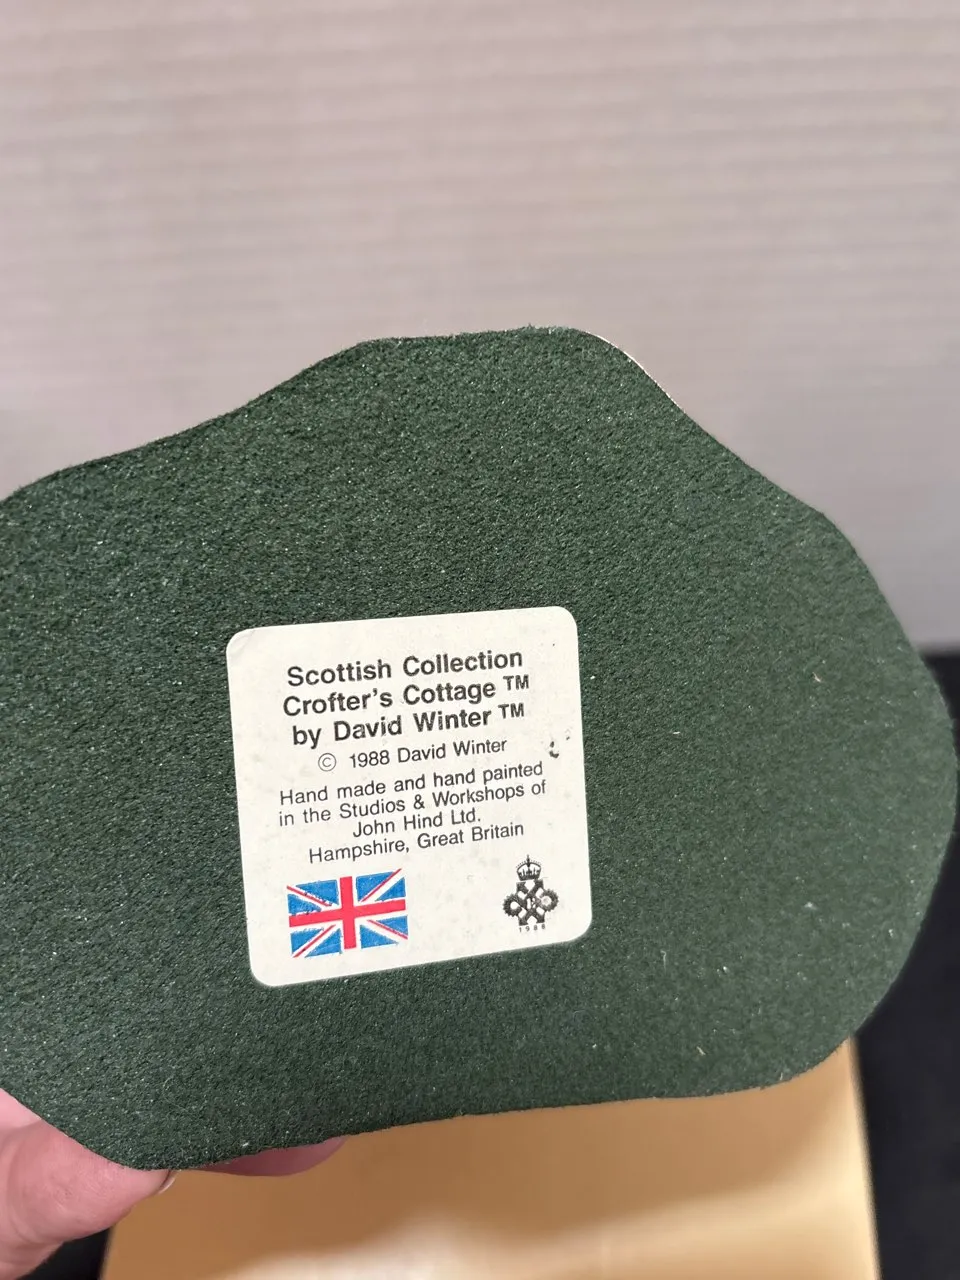 Scottish Collection
Crofter's Cottage ™
by David Winter ™
© 1988 David Winter
Hand made and hand painted
in the Studios & Workshops of
John Hind Ltd.
Hampshire, Great Britain
1988